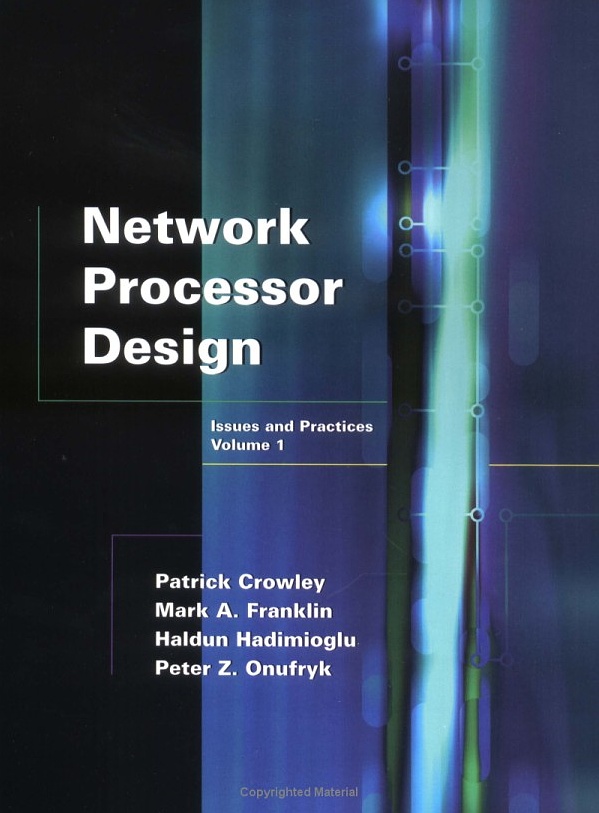 Network
Processor
Design
Issues and Practices
Volume 1
Patrick Crowley
Mark A. Franklin
Haldun Hadimioglu
Peter Z. Onufryk
Copyrighted Material